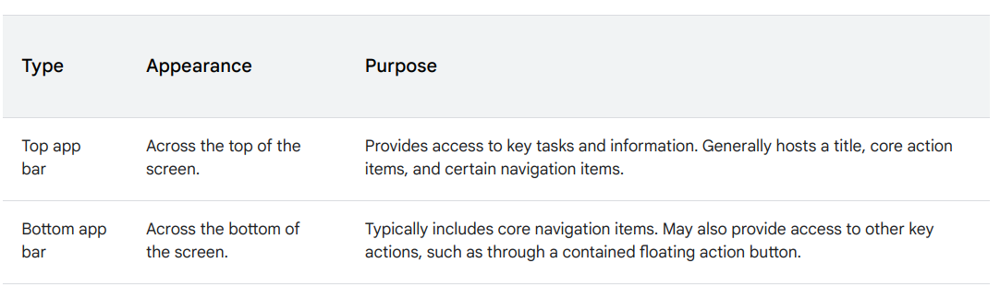 Type Appearance Purpose
Top app bar
Across the top of the screen.
Provides access to key tasks and information. Generally hosts a title, core action items, and certain navigation items.
Bottom app bar
Across the bottom of the screen.
Typically includes core navigation items. May also provide access to other key actions, such as through a contained floating action button.